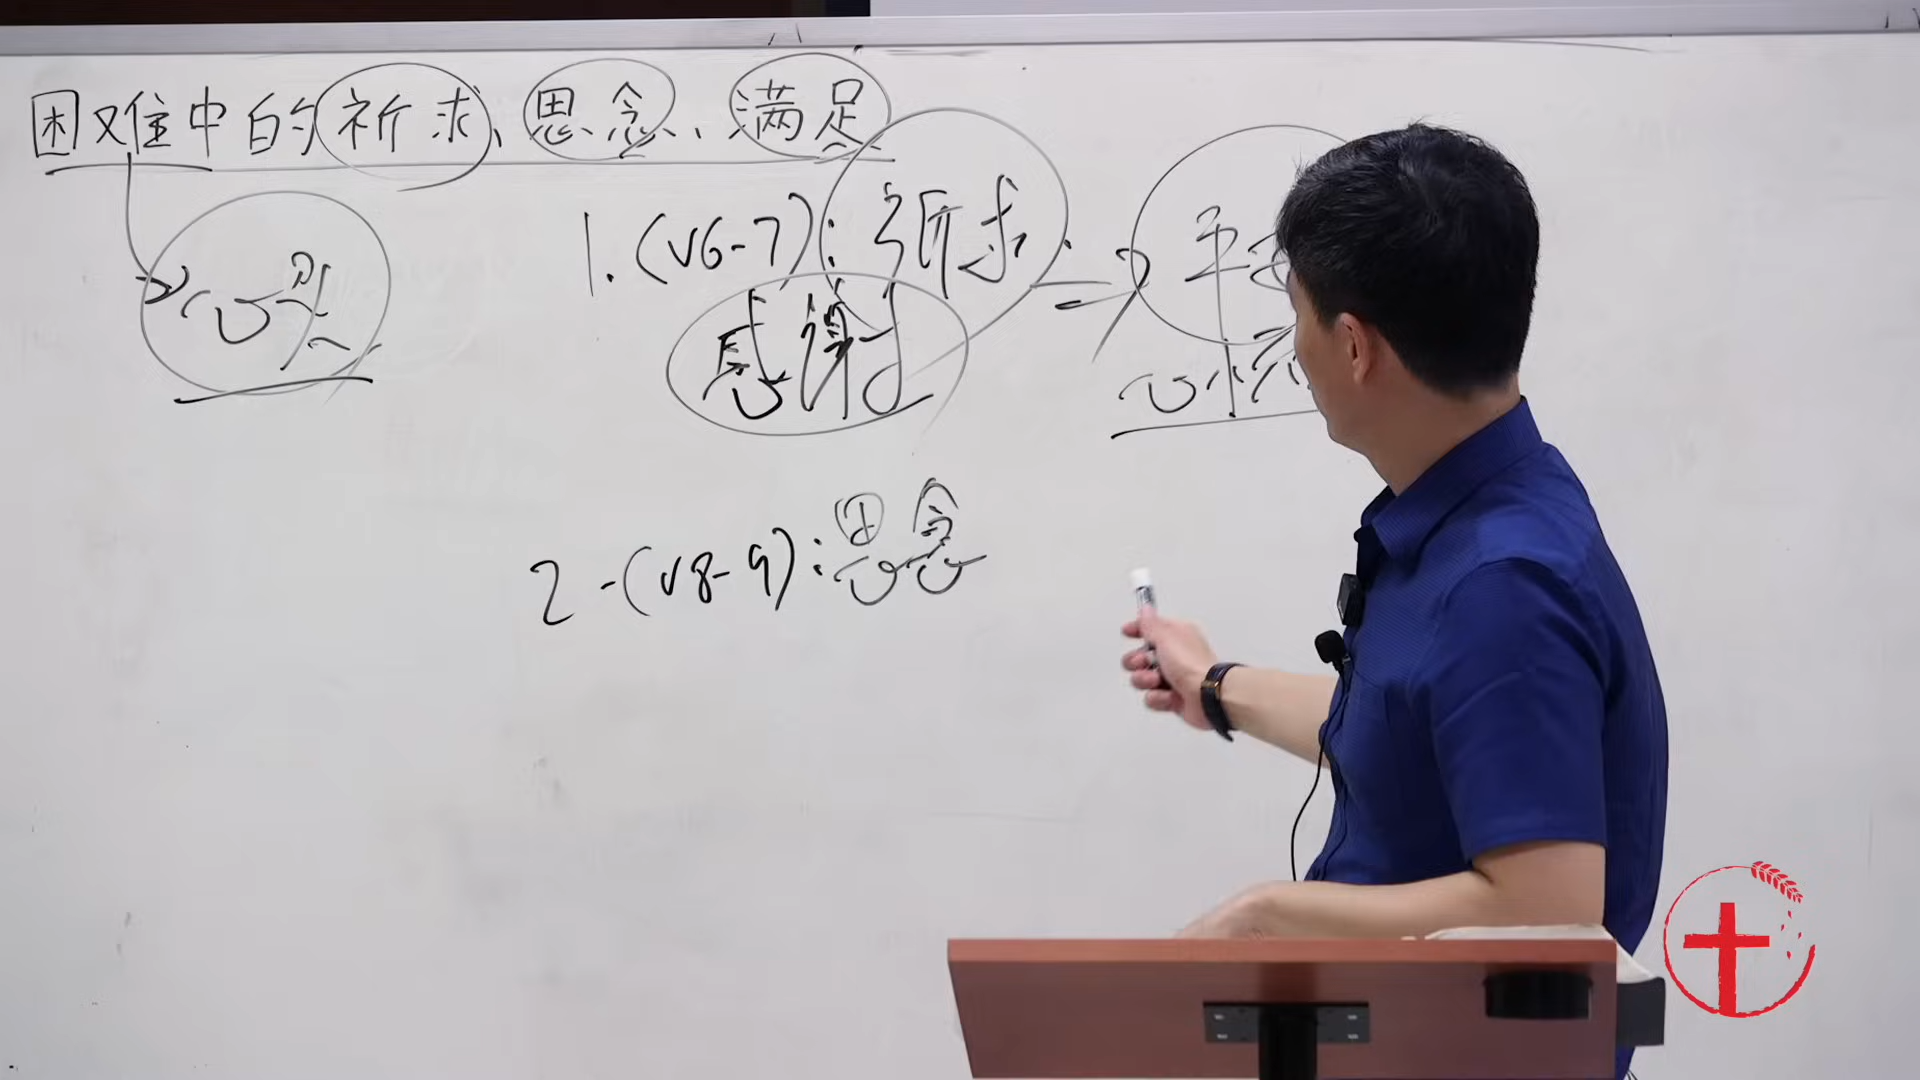 困难中的祈求、思念、满足
1.(V6-7):祈求 => 平安
心思
感谢
心怀
2-(V8-9):思念